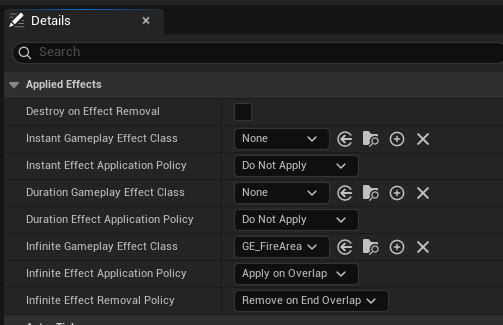 Details
Search
Applied Effects
Destroy on Effect Removal
Instant Gameplay Effect Class None
Instant Effect Application Policy Do Not Apply
Duration Gameplay Effect Class None
Duration Effect Application Policy Do Not Apply
Infinite Gameplay Effect Class GE_FireArea
Infinite Effect Application Policy Apply on Overlap
Infinite Effect Removal Policy Remove on End Overlap